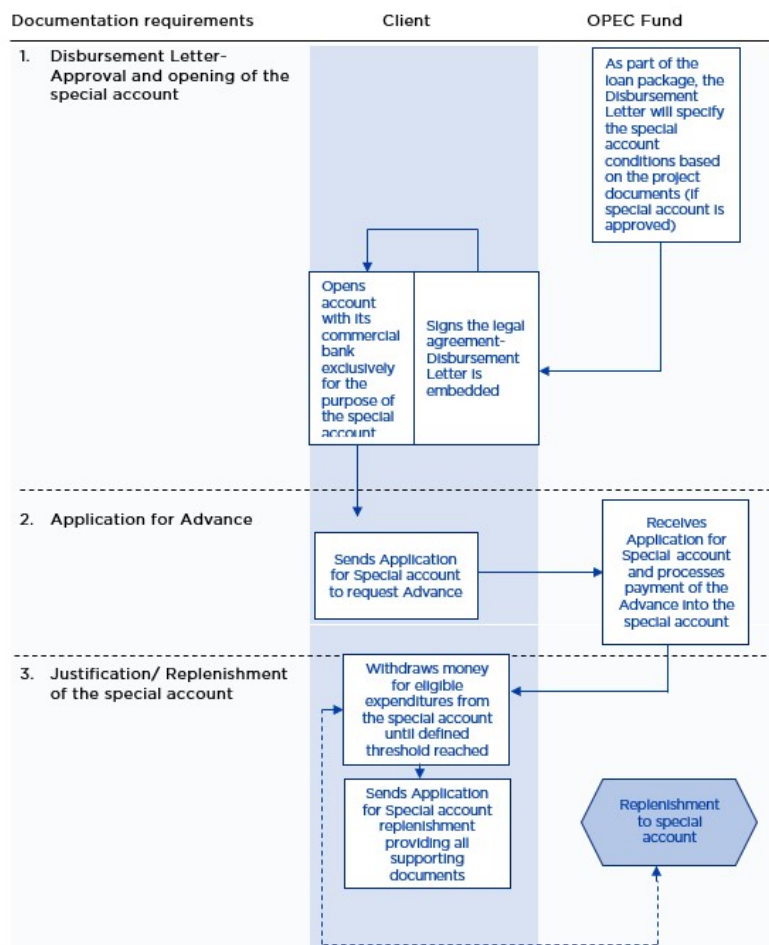 Documentation requirements
Client
OPEC Fund
1. Disbursement Letter-
Approval and opening of the
special account
As part of the
loan package, the
Disbursement
Letter will specify
the special
account
conditions based
on the project
documents (if
special account is
approved)
Opens
account
with its
commercial
bank
exclusively
for the
purpose of
the special
account
Signs the legal
agreement-
Disbursement
Letter is
embedded
2. Application for Advance
Sends Application
for Special account
to request Advance
Receives
Application for
Special account
and processes
payment of the
Advance into the
special account
3. Justification/ Replenishment
of the special account
Withdraws money
for eligible
expenditures from
the special account
until defined
threshold reached
Sends Application
for Special account
replenishment
providing all
supporting
documents
Replenishment
to special
account